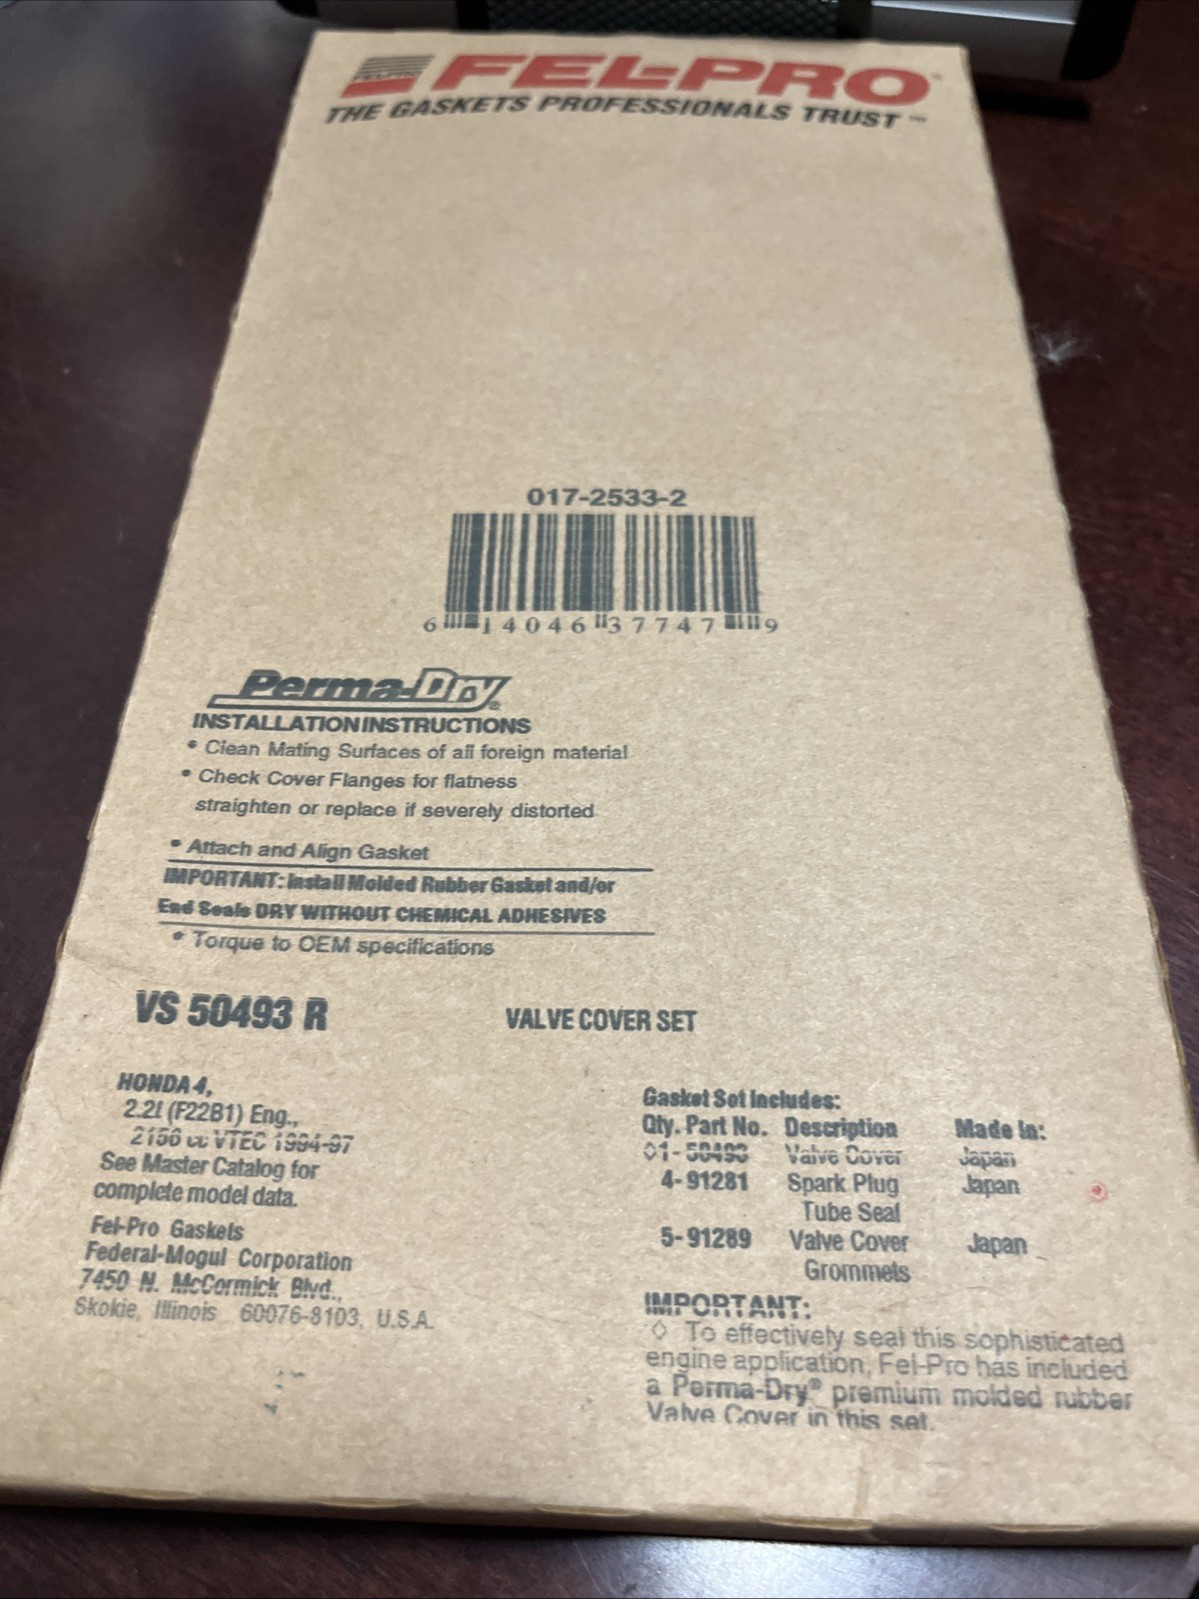 FELPRO FEL-PRO®
THE GASKETS PROFESSIONALS TRUST™
017-2533-2
6 14046 37747 9
Perma-Dry®
INSTALLATION INSTRUCTIONS
• Clean Mating Surfaces of all foreign material
• Check Cover Flanges for flatness
straighten or replace if severely distorted
• Attach and Align Gasket
IMPORTANT: Install Molded Rubber Gasket and/or
End Seals DRY WITHOUT CHEMICAL ADHESIVES
• Torque to OEM specifications
VS 50493 R VALVE COVER SET
HONDA 4,
2.2l (F22B1) Eng.,
2156 cc VTEC 1994-97
See Master Catalog for
complete model data.
Fel-Pro Gaskets
Federal-Mogul Corporation
7450 N. McCormick Blvd.,
Skokie, Illinois 60076-8103, U.S.A.
Gasket Set Includes:
Qty. Part No. Description Made In:
◊1- 50493 Valve Cover Japan
4- 91281 Spark Plug Japan
Tube Seal
5- 91289 Valve Cover Japan
Grommets
IMPORTANT:
◊ To effectively seal this sophisticated
engine application, Fel-Pro has included
a Perma-Dry® premium molded rubber
Valve Cover in this set.